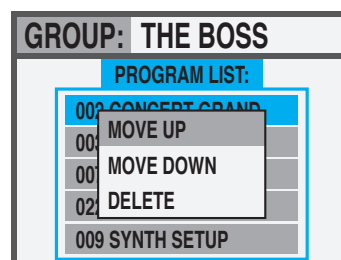 GROUP: THE BOSS
PROGRAM LIST:
002 CONCERT GRAND
MOVE UP
MOVE DOWN
DELETE
009 SYNTH SETUP